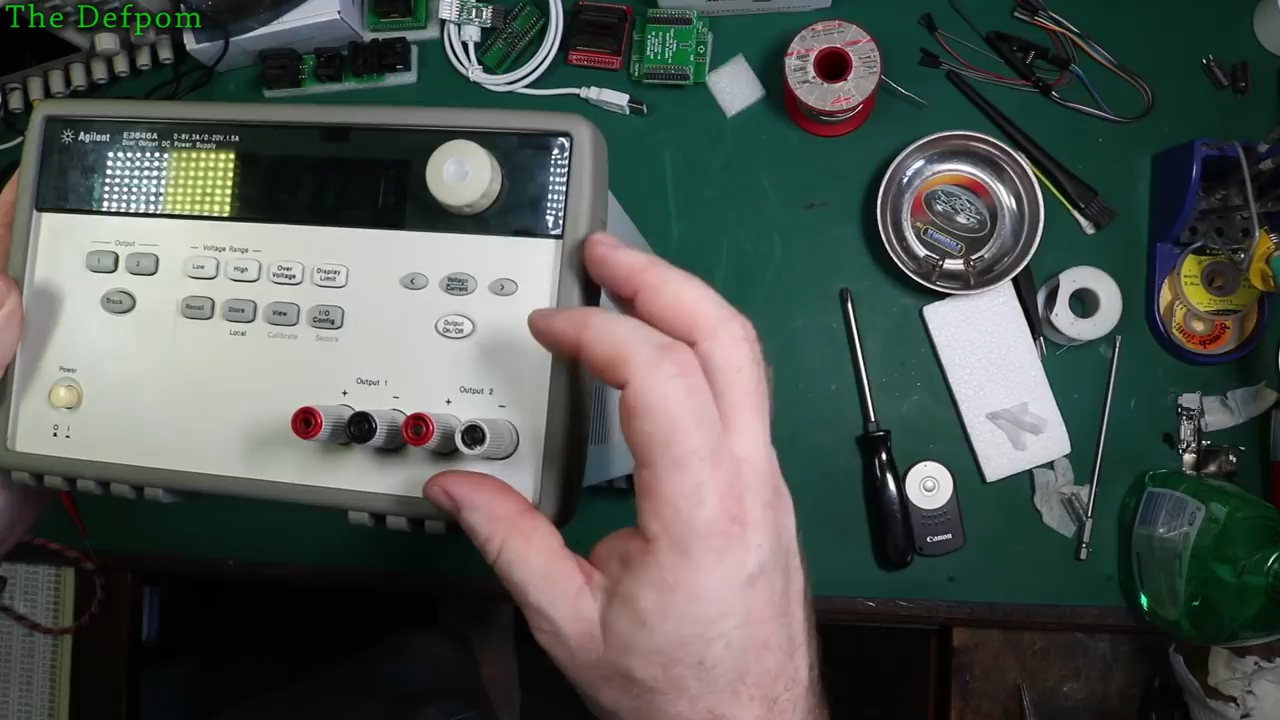 The Defpom
Agilent
E3646A 0-8V,3A/0-20V,1.5A
Dual Output DC Power Supply
Output
1 2
Voltage Range
Low High Over Voltage Display Limit
Track
Recall Store View I/O Config
Local Calibrate Secure
< Voltage Current >
Output On/Off
Power
Output 1
+ -
Output 2
+ -
Canon